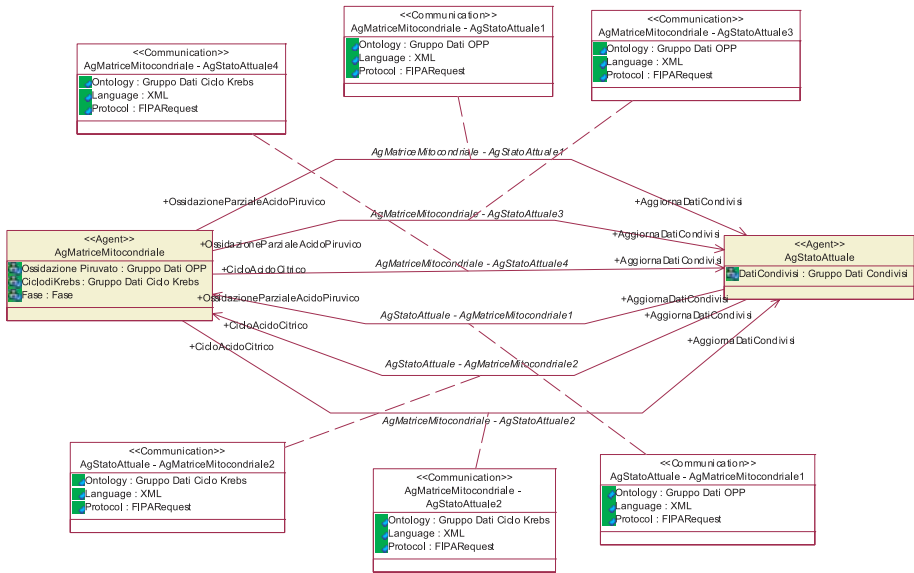 <<Communication>>
AgMatriceMitocondriale - AgStatoAttuale1
Ontology : Gruppo Dati OPP
Language : XML
Protocol : FIPARequest
<<Communication>>
AgMatriceMitocondriale - AgStatoAttuale3
Ontology : Gruppo Dati OPP
Language : XML
Protocol : FIPARequest
<<Communication>>
AgMatriceMitocondriale - AgStatoAttuale4
Ontology : Gruppo Dati Ciclo Krebs
Language : XML
Protocol : FIPARequest
AgMatriceMitocondriale - AgStatoAttuale1
+OssidazioneParzialeAcidoPiruvico
+AggiornaDatiCondivisi
AgMatriceMitocondriale - AgStatoAttuale3
+OssidazioneParzialeAcidoPiruvico
+AggiornaDatiCondivisi
<<Agent>>
AgMatriceMitocondriale
Ossidazione Piruvato : Gruppo Dati OPP
CiclodiKrebs : Gruppo Dati Ciclo Krebs
Fase : Fase
<<Agent>>
AgStatoAttuale
DatiCondivisi : Gruppo Dati Condivisi
+CicloAcidoCitrico
AgMatriceMitocondriale - AgStatoAttuale4
+AggiornaDatiCondivisi
+OssidazioneParzialeAcidoPiruvico
AgStatoAttuale - AgMatriceMitocondriale1
+AggiornaDatiCondivisi
+CicloAcidoCitrico
+AggiornaDatiCondivisi
+CicloAcidoCitrico
AgStatoAttuale - AgMatriceMitocondriale2
+AggiornaDatiCondivisi
AgMatriceMitocondriale - AgStatoAttuale2
<<Communication>>
AgStatoAttuale - AgMatriceMitocondriale2
Ontology : Gruppo Dati Ciclo Krebs
Language : XML
Protocol : FIPARequest
<<Communication>>
AgMatriceMitocondriale -
AgStatoAttuale2
Ontology : Gruppo Dati Ciclo Krebs
Language : XML
Protocol : FIPARequest
<<Communication>>
AgStatoAttuale - AgMatriceMitocondriale1
Ontology : Gruppo Dati OPP
Language : XML
Protocol : FIPARequest